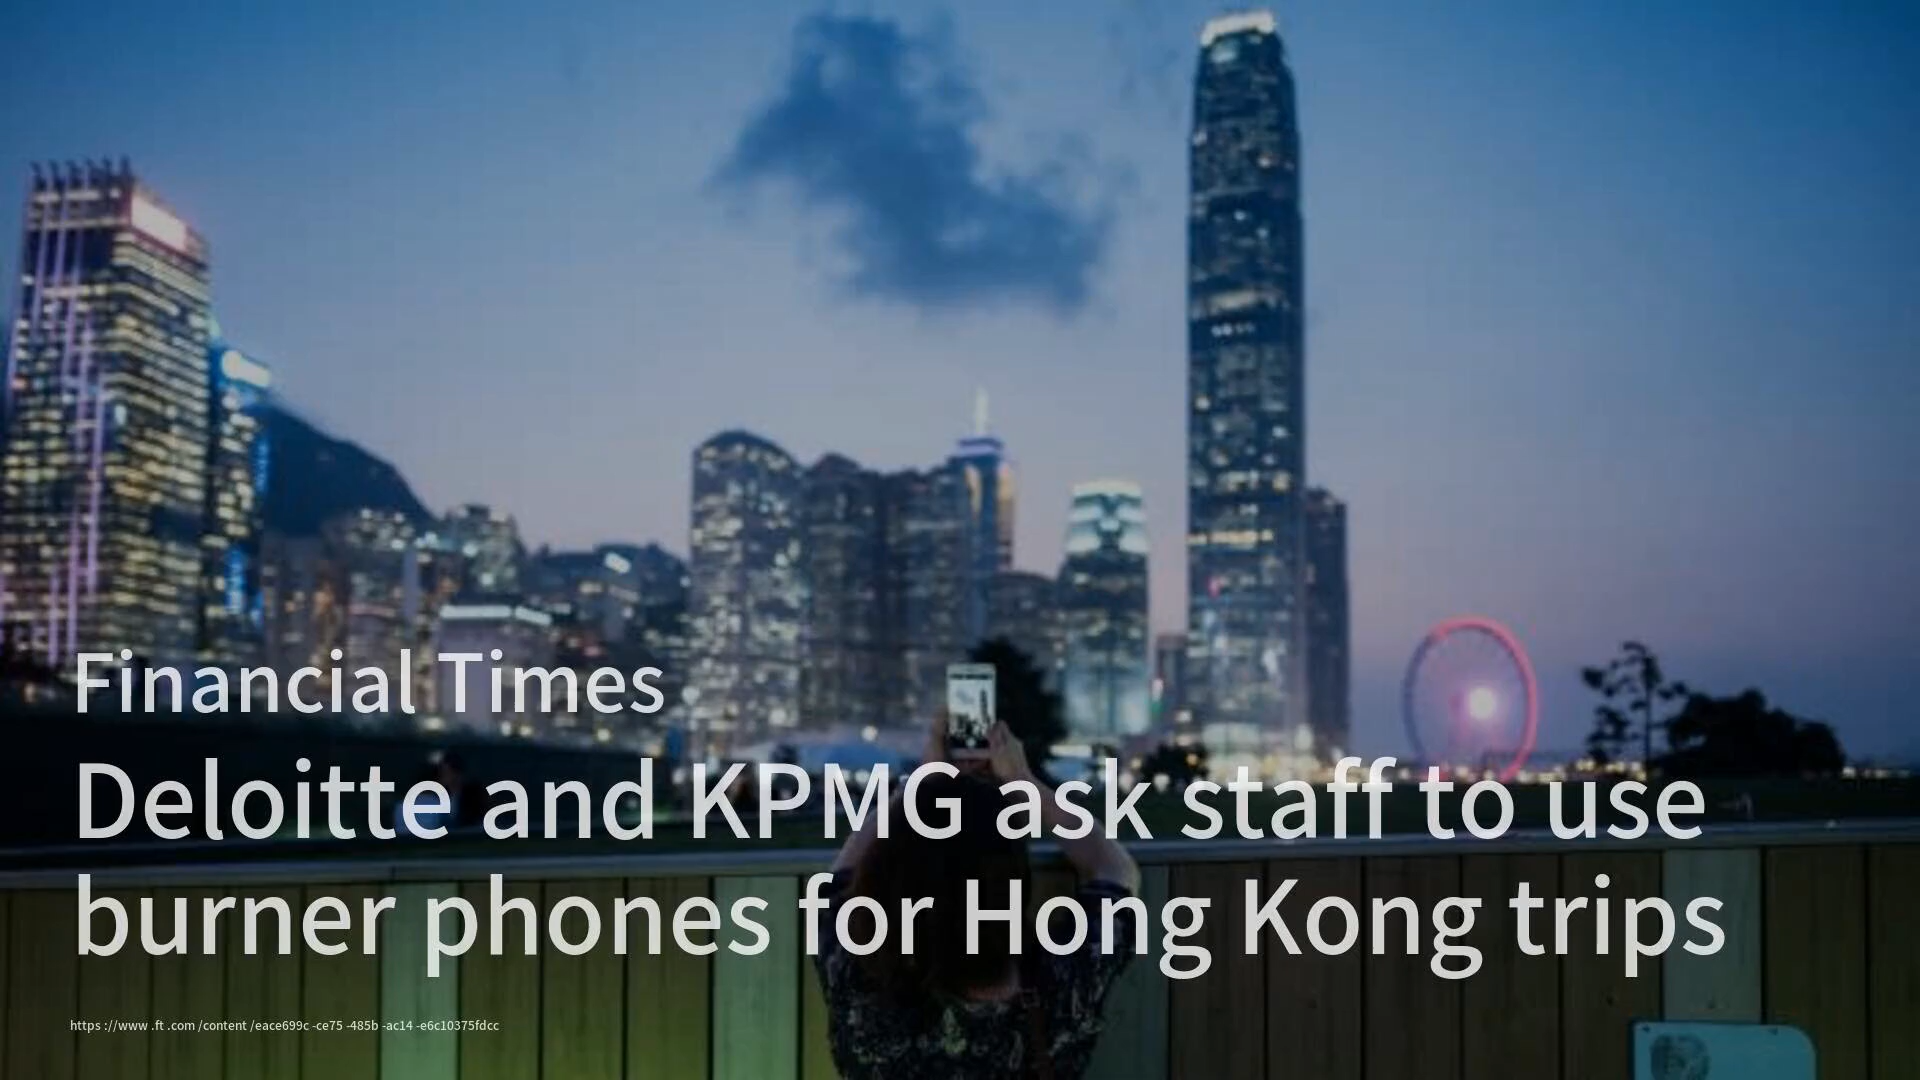 Financial Times
Deloitte and KPMG ask staff to use
burner phones for Hong Kong trips
https ://www .ft .com /content /eace699c -ce75 -485b -ac14 -e6c10375fdcc